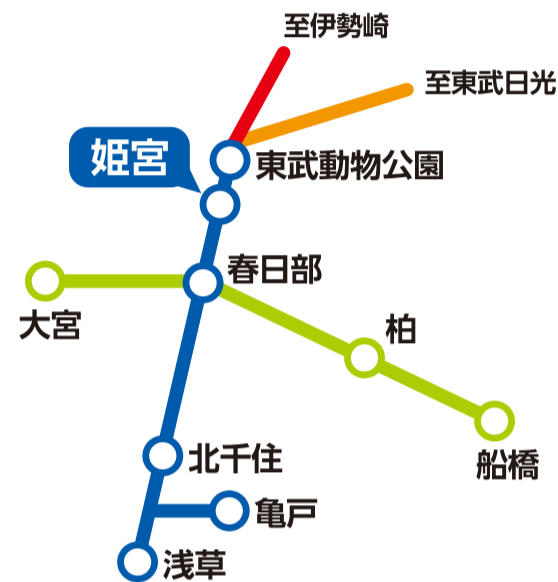 至伊勢崎
至東武日光
姫宮
東武動物公園
春日部
大宮
柏
船橋
北千住
亀戸
浅草